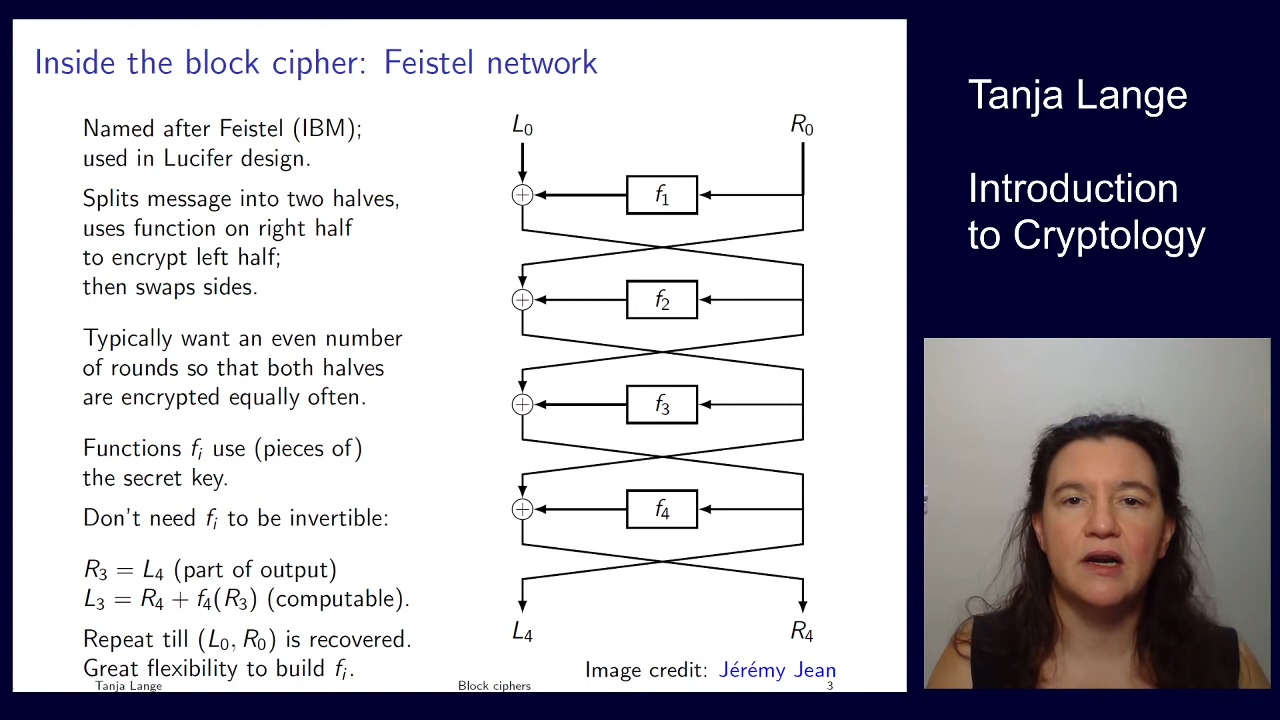 Inside the block cipher: Feistel network
Named after Feistel (IBM);
used in Lucifer design.
Splits message into two halves,
uses function on right half
to encrypt left half;
then swaps sides.
Typically want an even number
of rounds so that both halves
are encrypted equally often.
Functions fᵢ use (pieces of)
the secret key.
Don't need fᵢ to be invertible:
R₃ = L₄ (part of output)
L₃ = R₄ + f₄(R₃) (computable).
Repeat till (L₀, R₀) is recovered.
Great flexibility to build fᵢ.
L₀ R₀
f₁
f₂
f₃
f₄
L₄ R₄
Image credit: Jérémy Jean
Tanja Lange Block ciphers 3
Tanja Lange
Introduction
to Cryptology